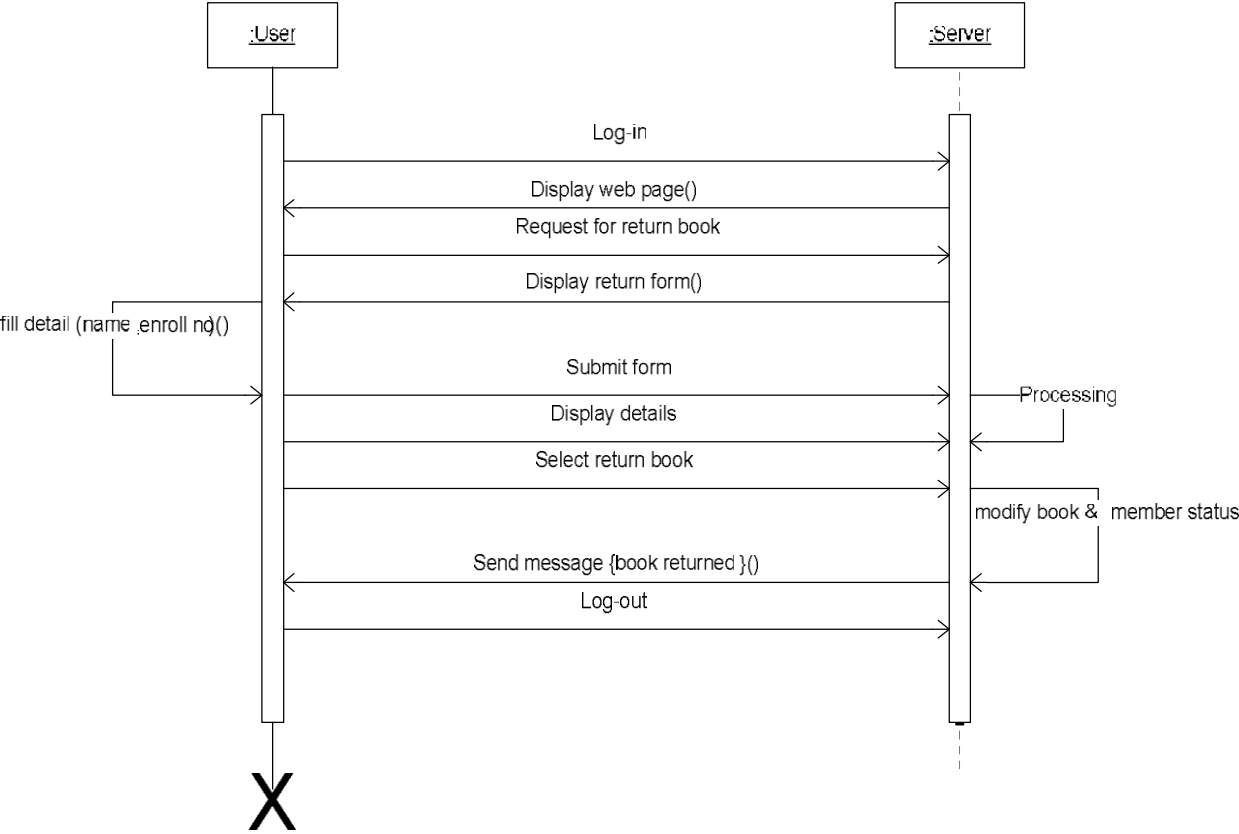 :User
:Server
Log-in
Display web page()
Request for return book
Display return form()
fill detail (name ,enroll no)()
Submit form
Processing
Display details
Select return book
modify book & member status
Send message {book returned }()
Log-out
X